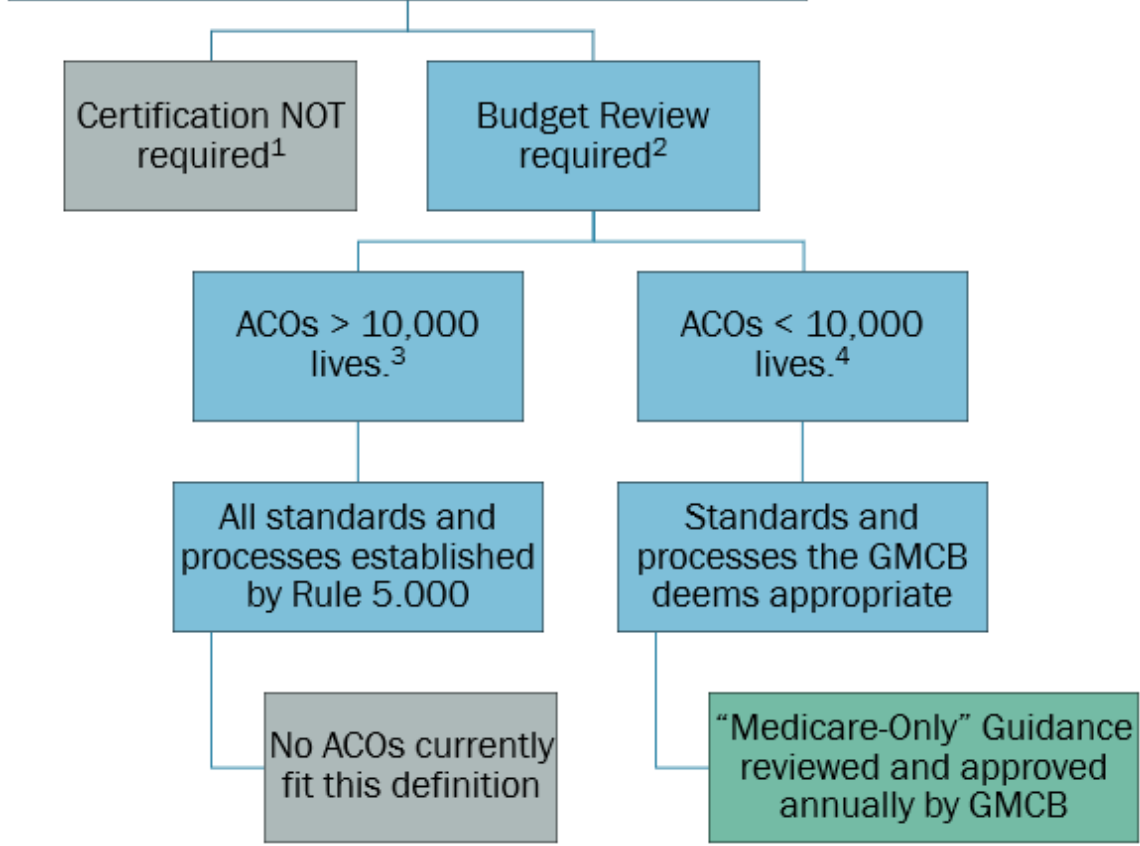 Certification NOT
required¹
Budget Review
required²
ACOs > 10,000
lives.³
ACOs < 10,000
lives.⁴
All standards and
processes established
by Rule 5.000
Standards and
processes the GMCB
deems appropriate
No ACOs currently
fit this definition
“Medicare-Only” Guidance
reviewed and approved
annually by GMCB